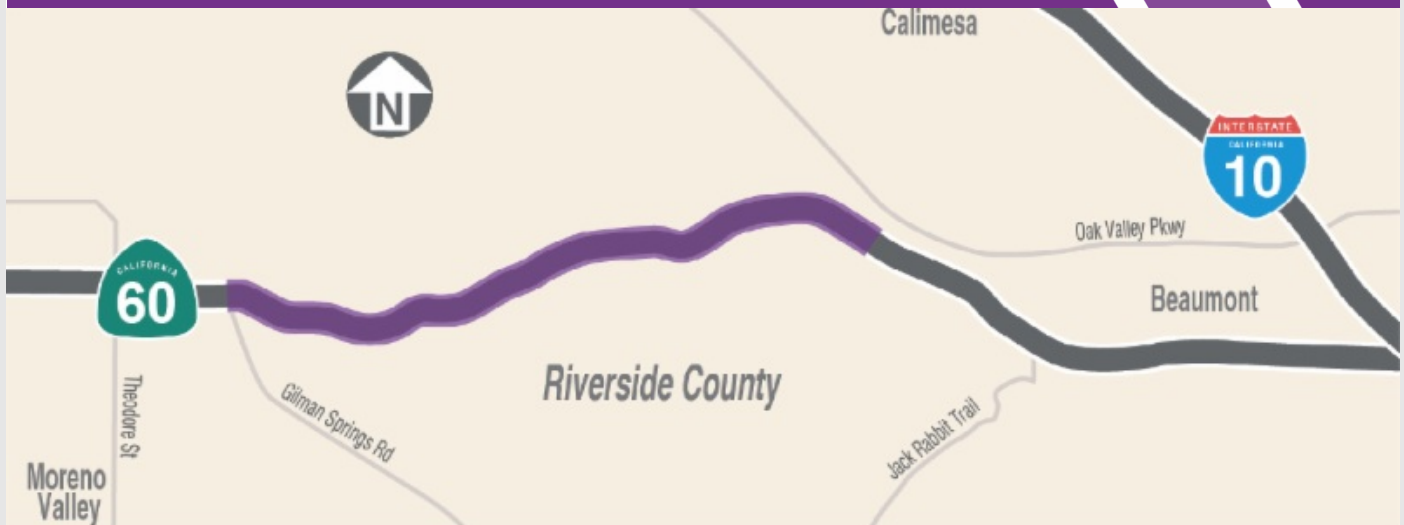 Calimesa
N
INTERSTATE
CALIFORNIA
10
Oak Valley Pkwy
CALIFORNIA
60
Beaumont
Riverside County
Theodore St
Gilman Springs Rd
Jack Rabbit Trail
Moreno
Valley